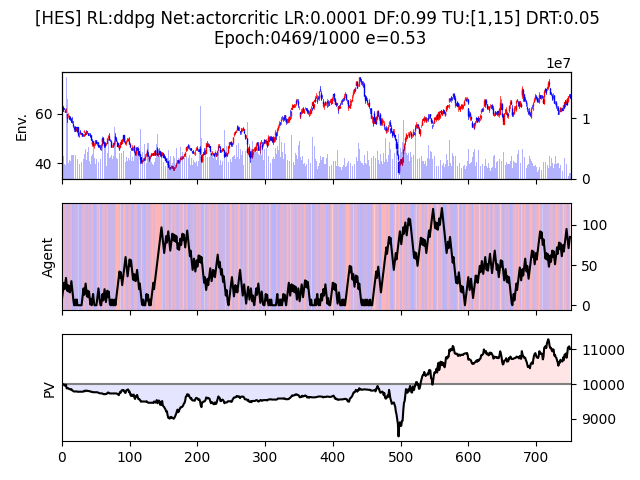 [HES] RL:ddpg Net:actorcritic LR:0.0001 DF:0.99 TU:[1,15] DRT:0.05
Epoch:0469/1000 e=0.53
1e7
Env.
60
40
1
0
Agent
100
50
0
PV
11000
10000
9000
0 100 200 300 400 500 600 700